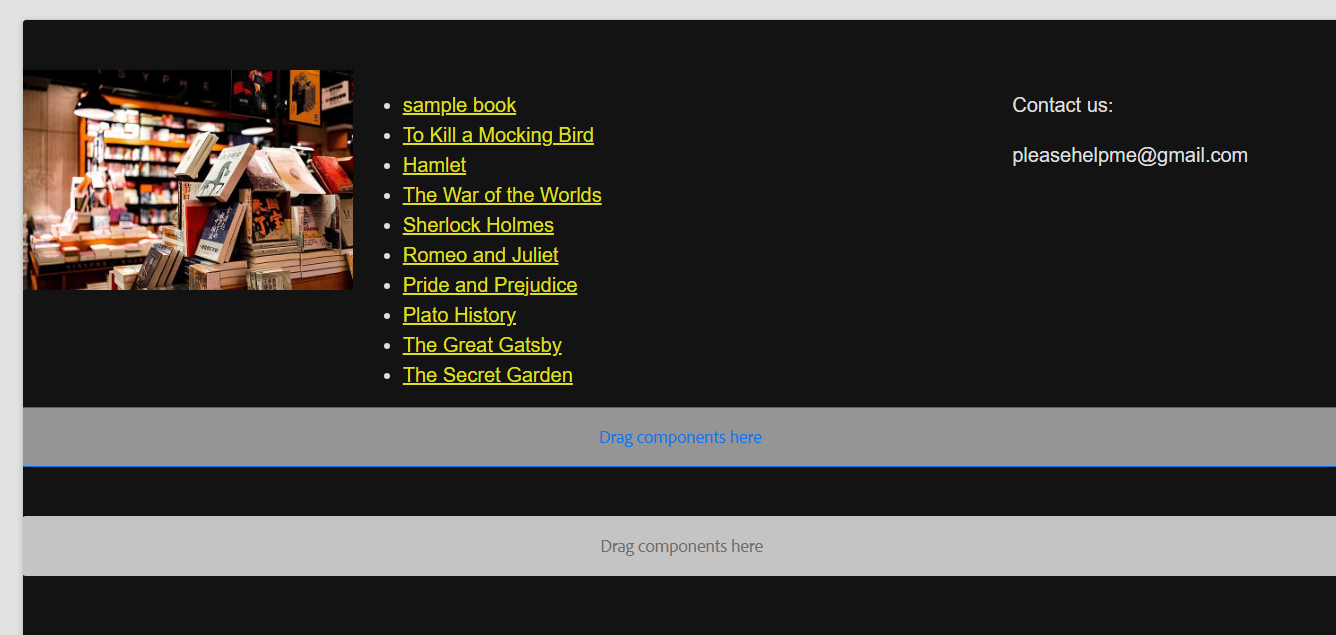 SYPHE
sample book
To Kill a Mocking Bird
Hamlet
The War of the Worlds
Sherlock Holmes
Romeo and Juliet
Pride and Prejudice
Plato History
The Great Gatsby
The Secret Garden
Contact us:
pleasehelpme@gmail.com
Drag components here
Drag components here